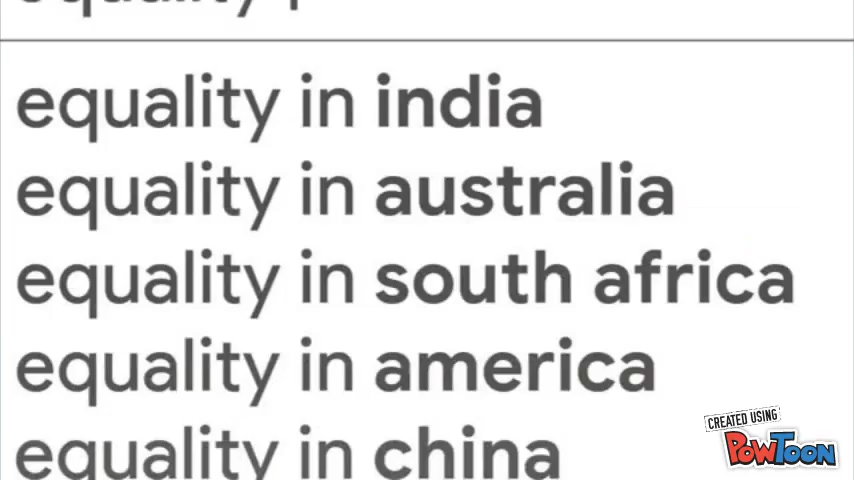 equality
equality in india
equality in australia
equality in south africa
equality in america
equality in china
CREATED USING
POWTOON